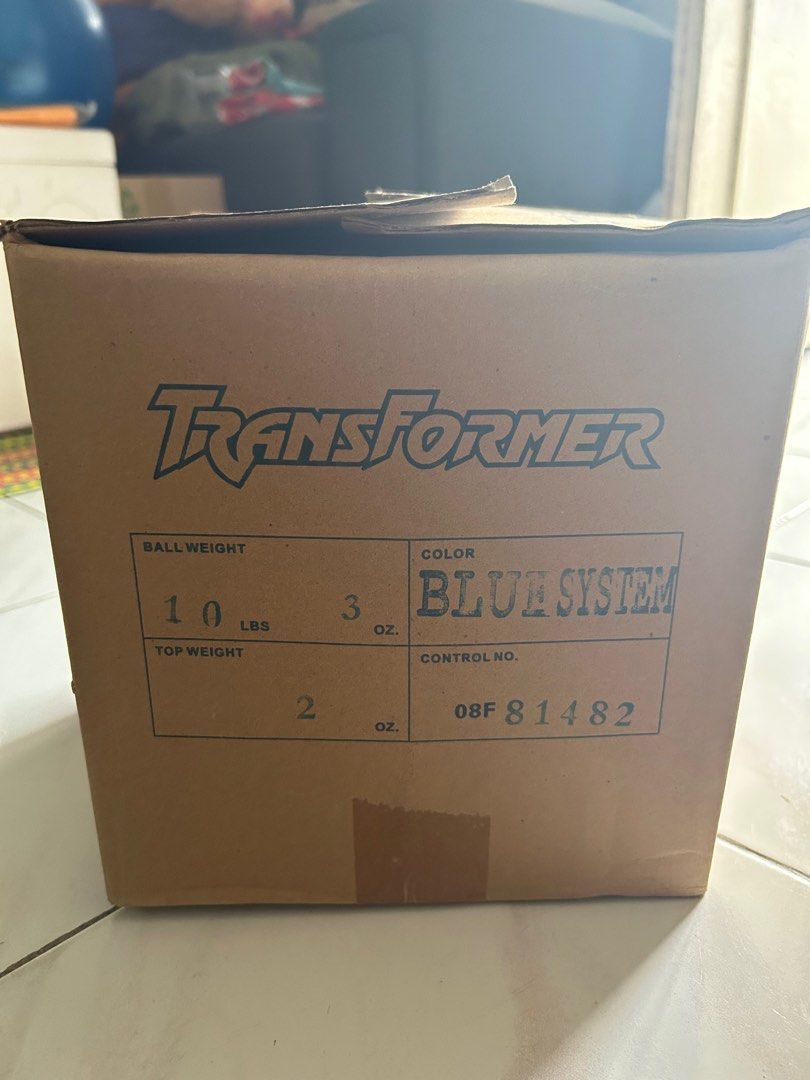 TRANSFORMER
BALL WEIGHT
10 LBS 3 OZ.
COLOR
BLUE SYSTEM
TOP WEIGHT
2 OZ.
CONTROL NO.
08F 81482